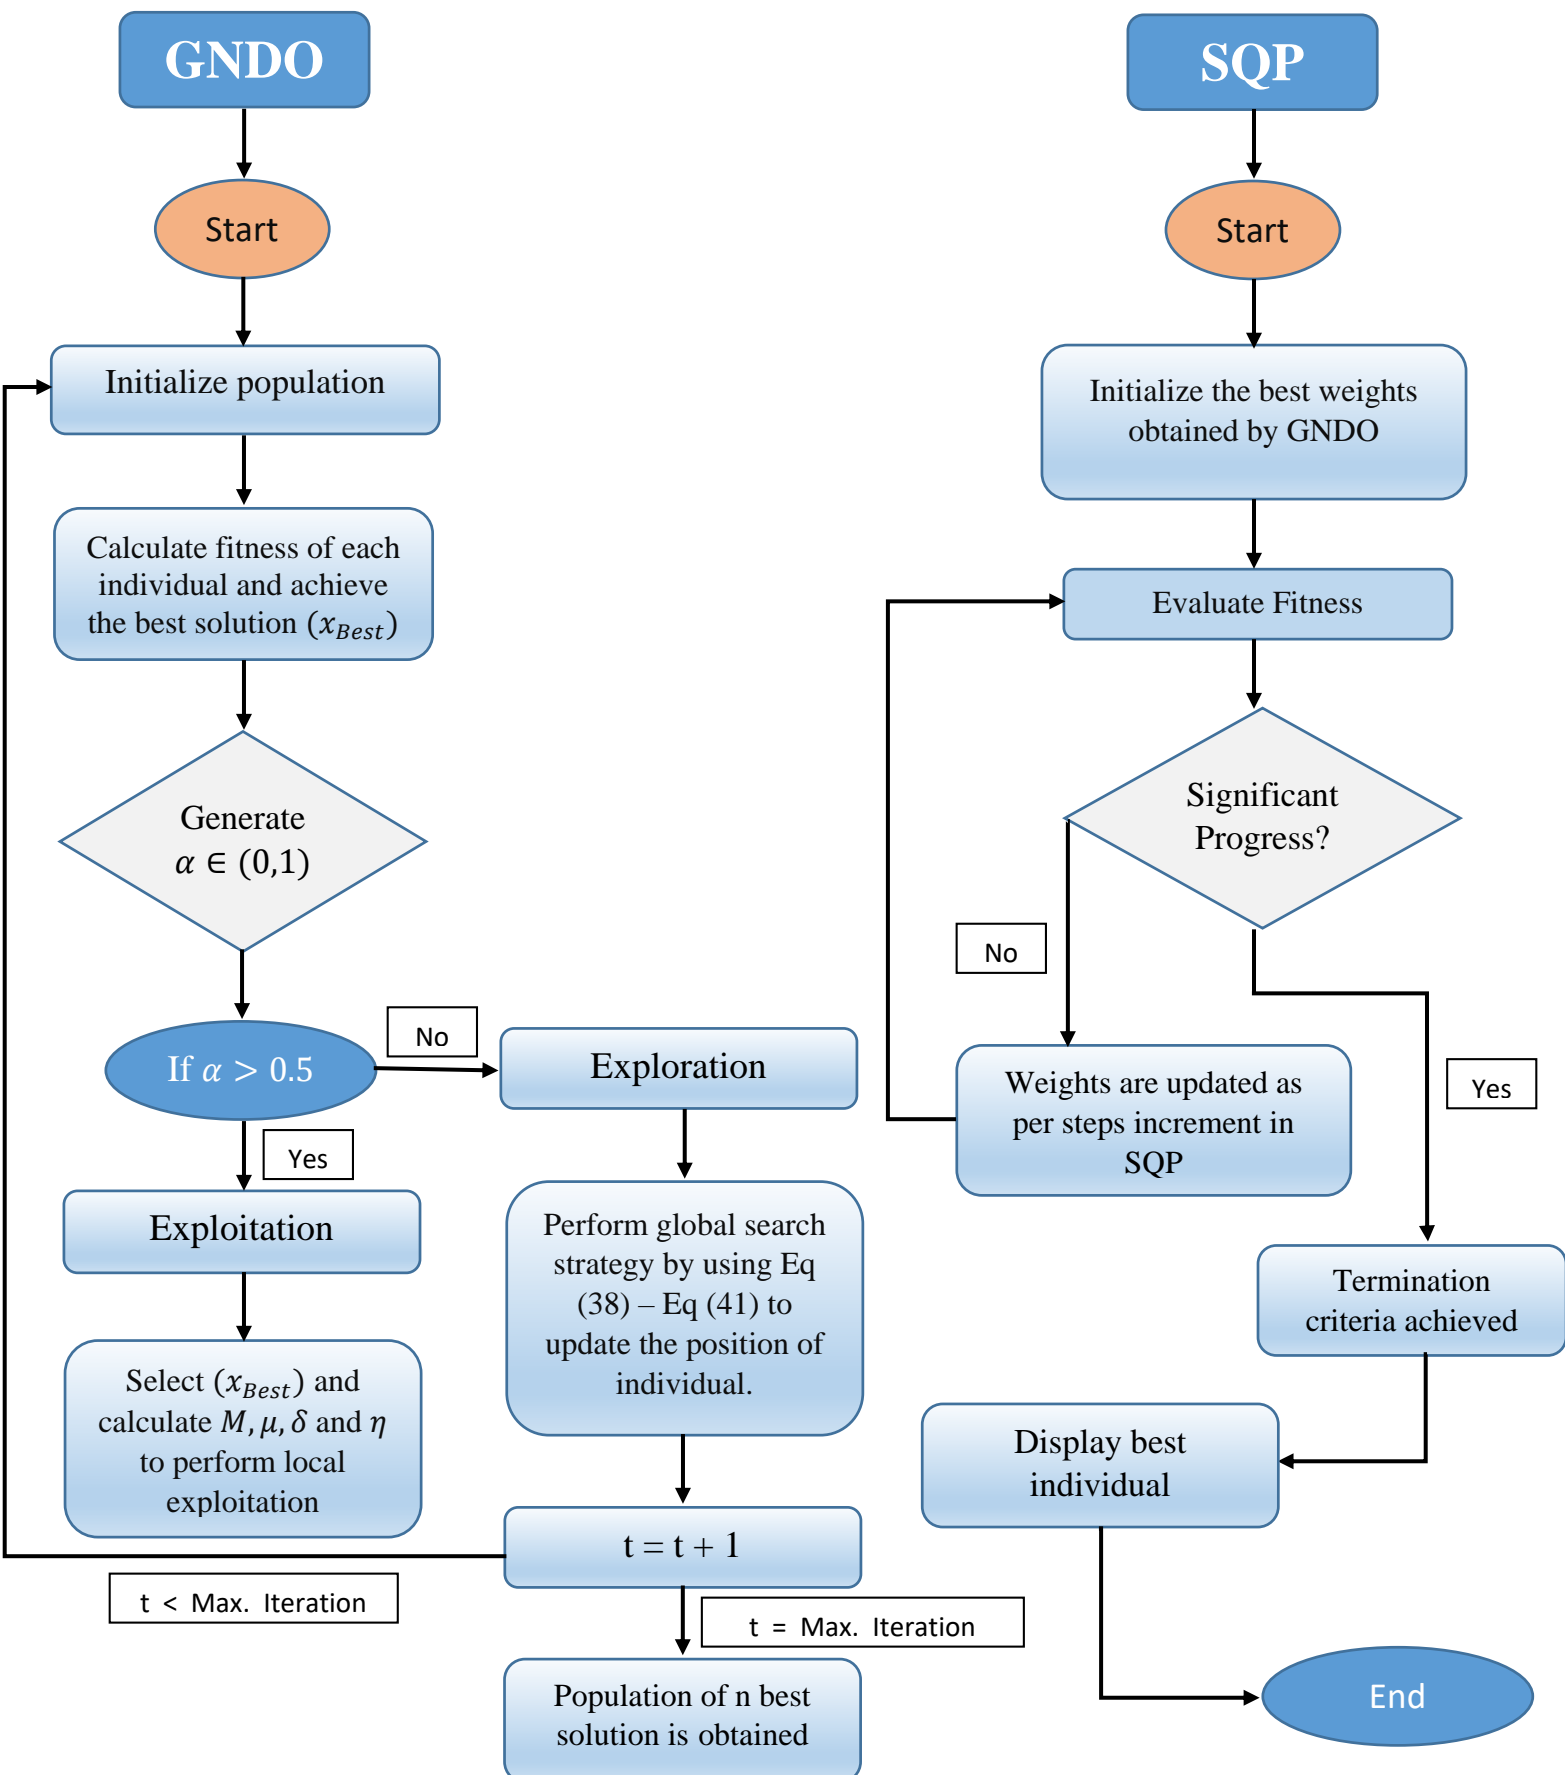 GNDO
Start
Initialize population
Calculate fitness of each
individual and achieve
the best solution (x_Best)
Generate
α ∈ (0,1)
If α > 0.5
No
Yes
Exploration
Exploitation
Perform global search
strategy by using Eq
(38) – Eq (41) to
update the position of
individual.
Select (x_Best) and
calculate M, μ, δ and η
to perform local
exploitation
t = t + 1
t < Max. Iteration
t = Max. Iteration
Population of n best
solution is obtained
SQP
Start
Initialize the best weights
obtained by GNDO
Evaluate Fitness
Significant
Progress?
No
Yes
Weights are updated as
per steps increment in
SQP
Termination
criteria achieved
Display best
individual
End